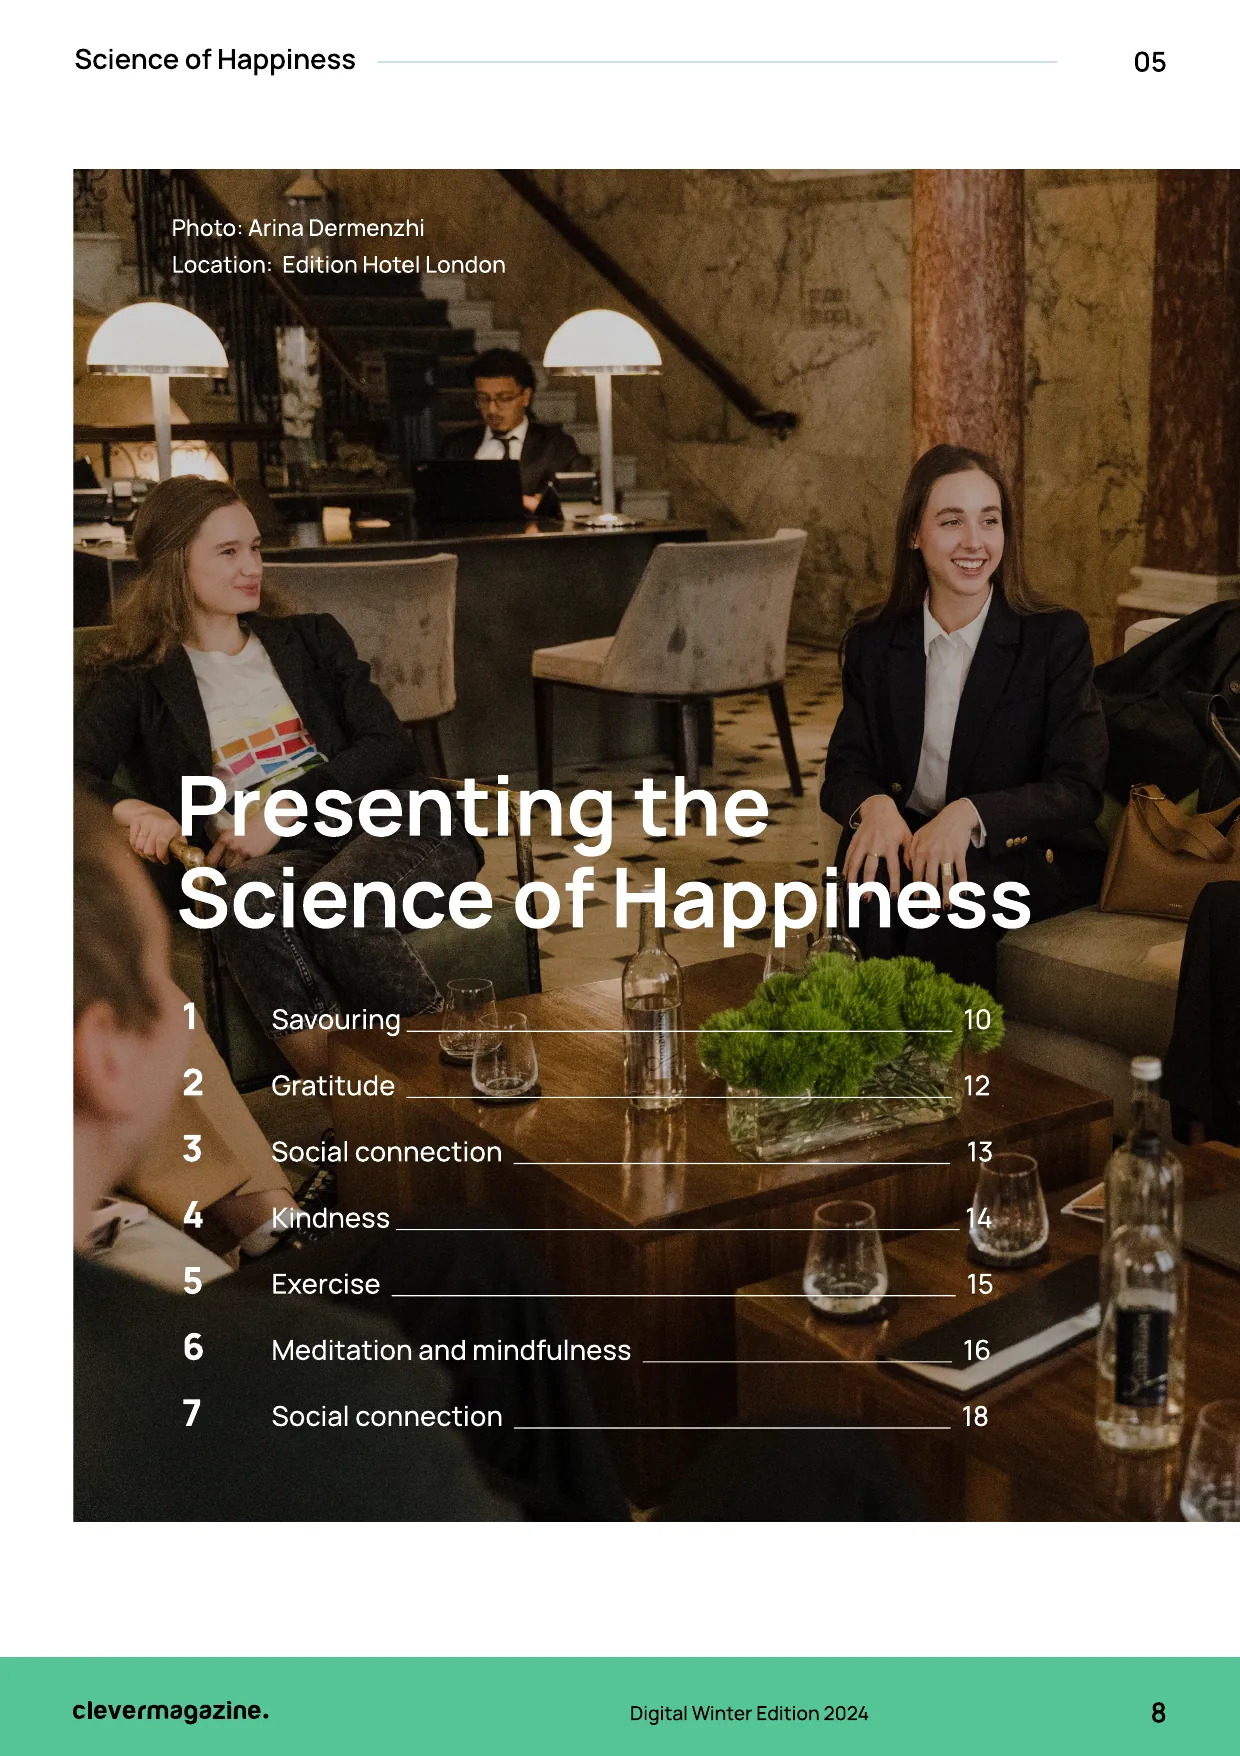 Science of Happiness
05
Photo: Arina Dermenzhi
Location: Edition Hotel London
Presenting the
Science of Happiness
1 Savouring 10
2 Gratitude 12
3 Social connection 13
4 Kindness 14
5 Exercise 15
6 Meditation and mindfulness 16
7 Social connection 18
clevermagazine.
Digital Winter Edition 2024
8